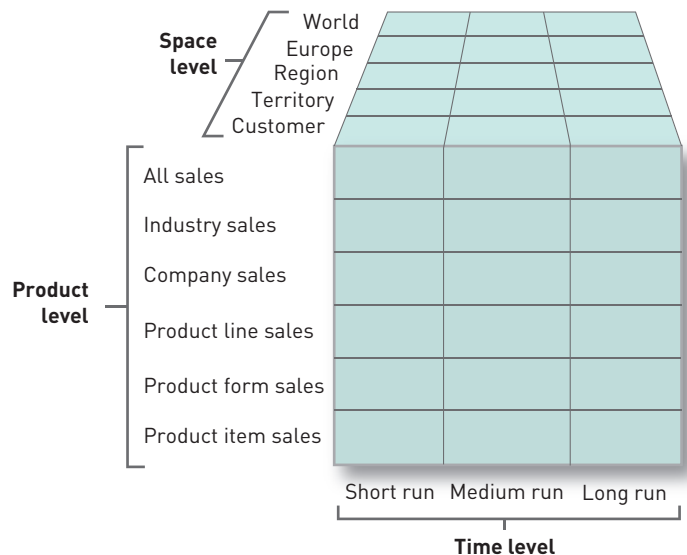 World
Space
level
Europe
Region
Territory
Customer
All sales
Industry sales
Company sales
Product
level
Product line sales
Product form sales
Product item sales
Short run Medium run Long run
Time level